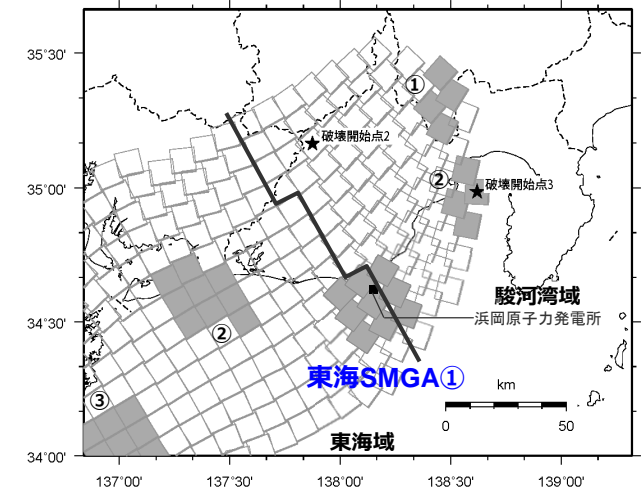 35°30'
①
破壊開始点2
②
35°00'
破壊開始点3
駿河湾域
浜岡原子力発電所
34°30'
②
東海SMGA①
km
③
0
50
東海域
34°00'
137°00'
137°30'
138°00'
138°30'
139°00'